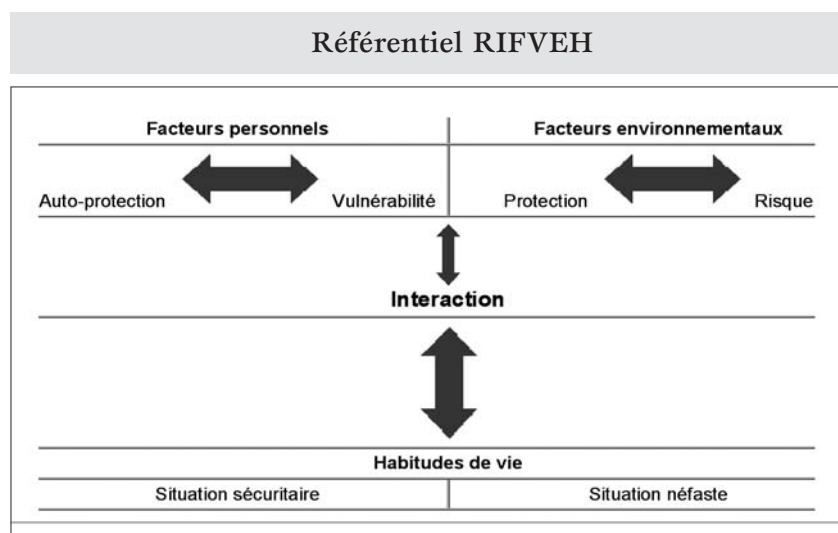 Référentiel RIFVEH
Facteurs personnels Facteurs environnementaux
Auto-protection Vulnérabilité Protection Risque
Interaction
Habitudes de vie
Situation sécuritaire Situation néfaste